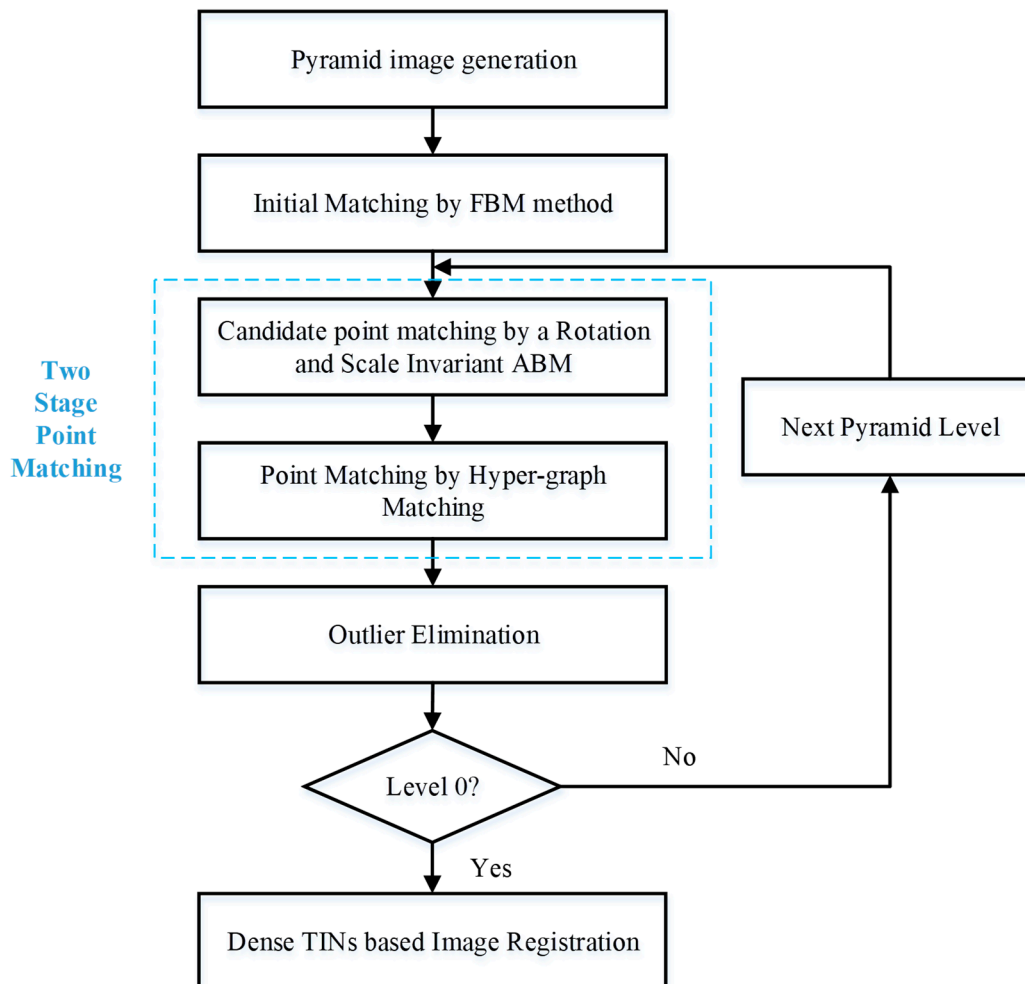 Pyramid image generation
Initial Matching by FBM method
Candidate point matching by a Rotation
and Scale Invariant ABM
Two
Stage
Point
Matching
Next Pyramid Level
Point Matching by Hyper-graph
Matching
Outlier Elimination
Level 0?
No
Yes
Dense TINs based Image Registration